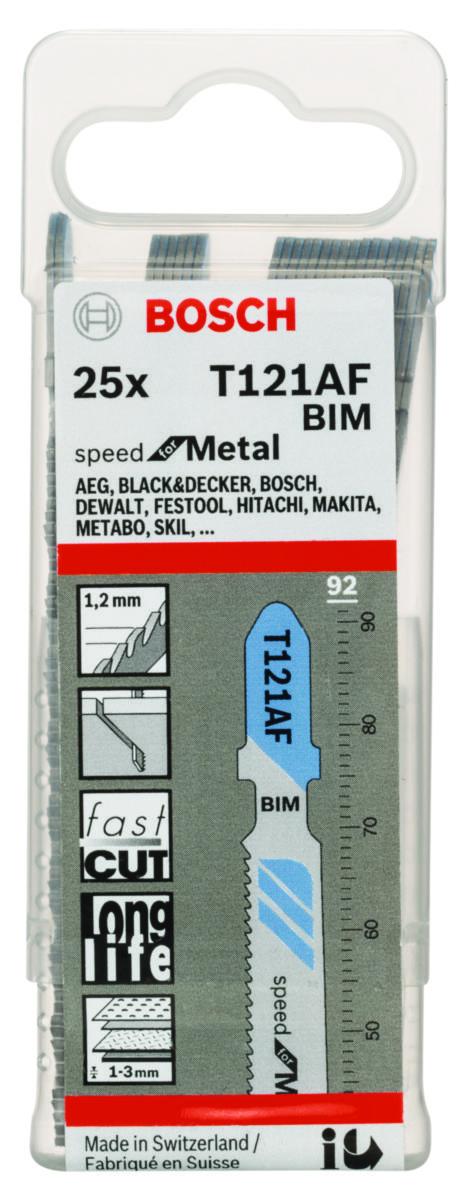 BOSCH
25x T121AF
BIM
speed for Metal
AEG, BLACK&DECKER, BOSCH,
DEWALT, FESTOOL, HITACHI, MAKITA,
METABO, SKIL, ...
1,2 mm
fast
CUT
long
life
1-3 mm
92
90
80
70
60
50
T121AF
BIM
speed for M
Made in Switzerland /
Fabriqué en Suisse